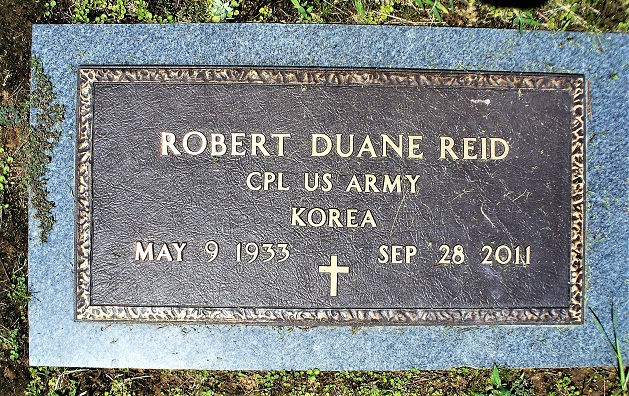 ROBERT DUANE REID
CPL US ARMY
KOREA
MAY 9 1933 SEP 28 2011